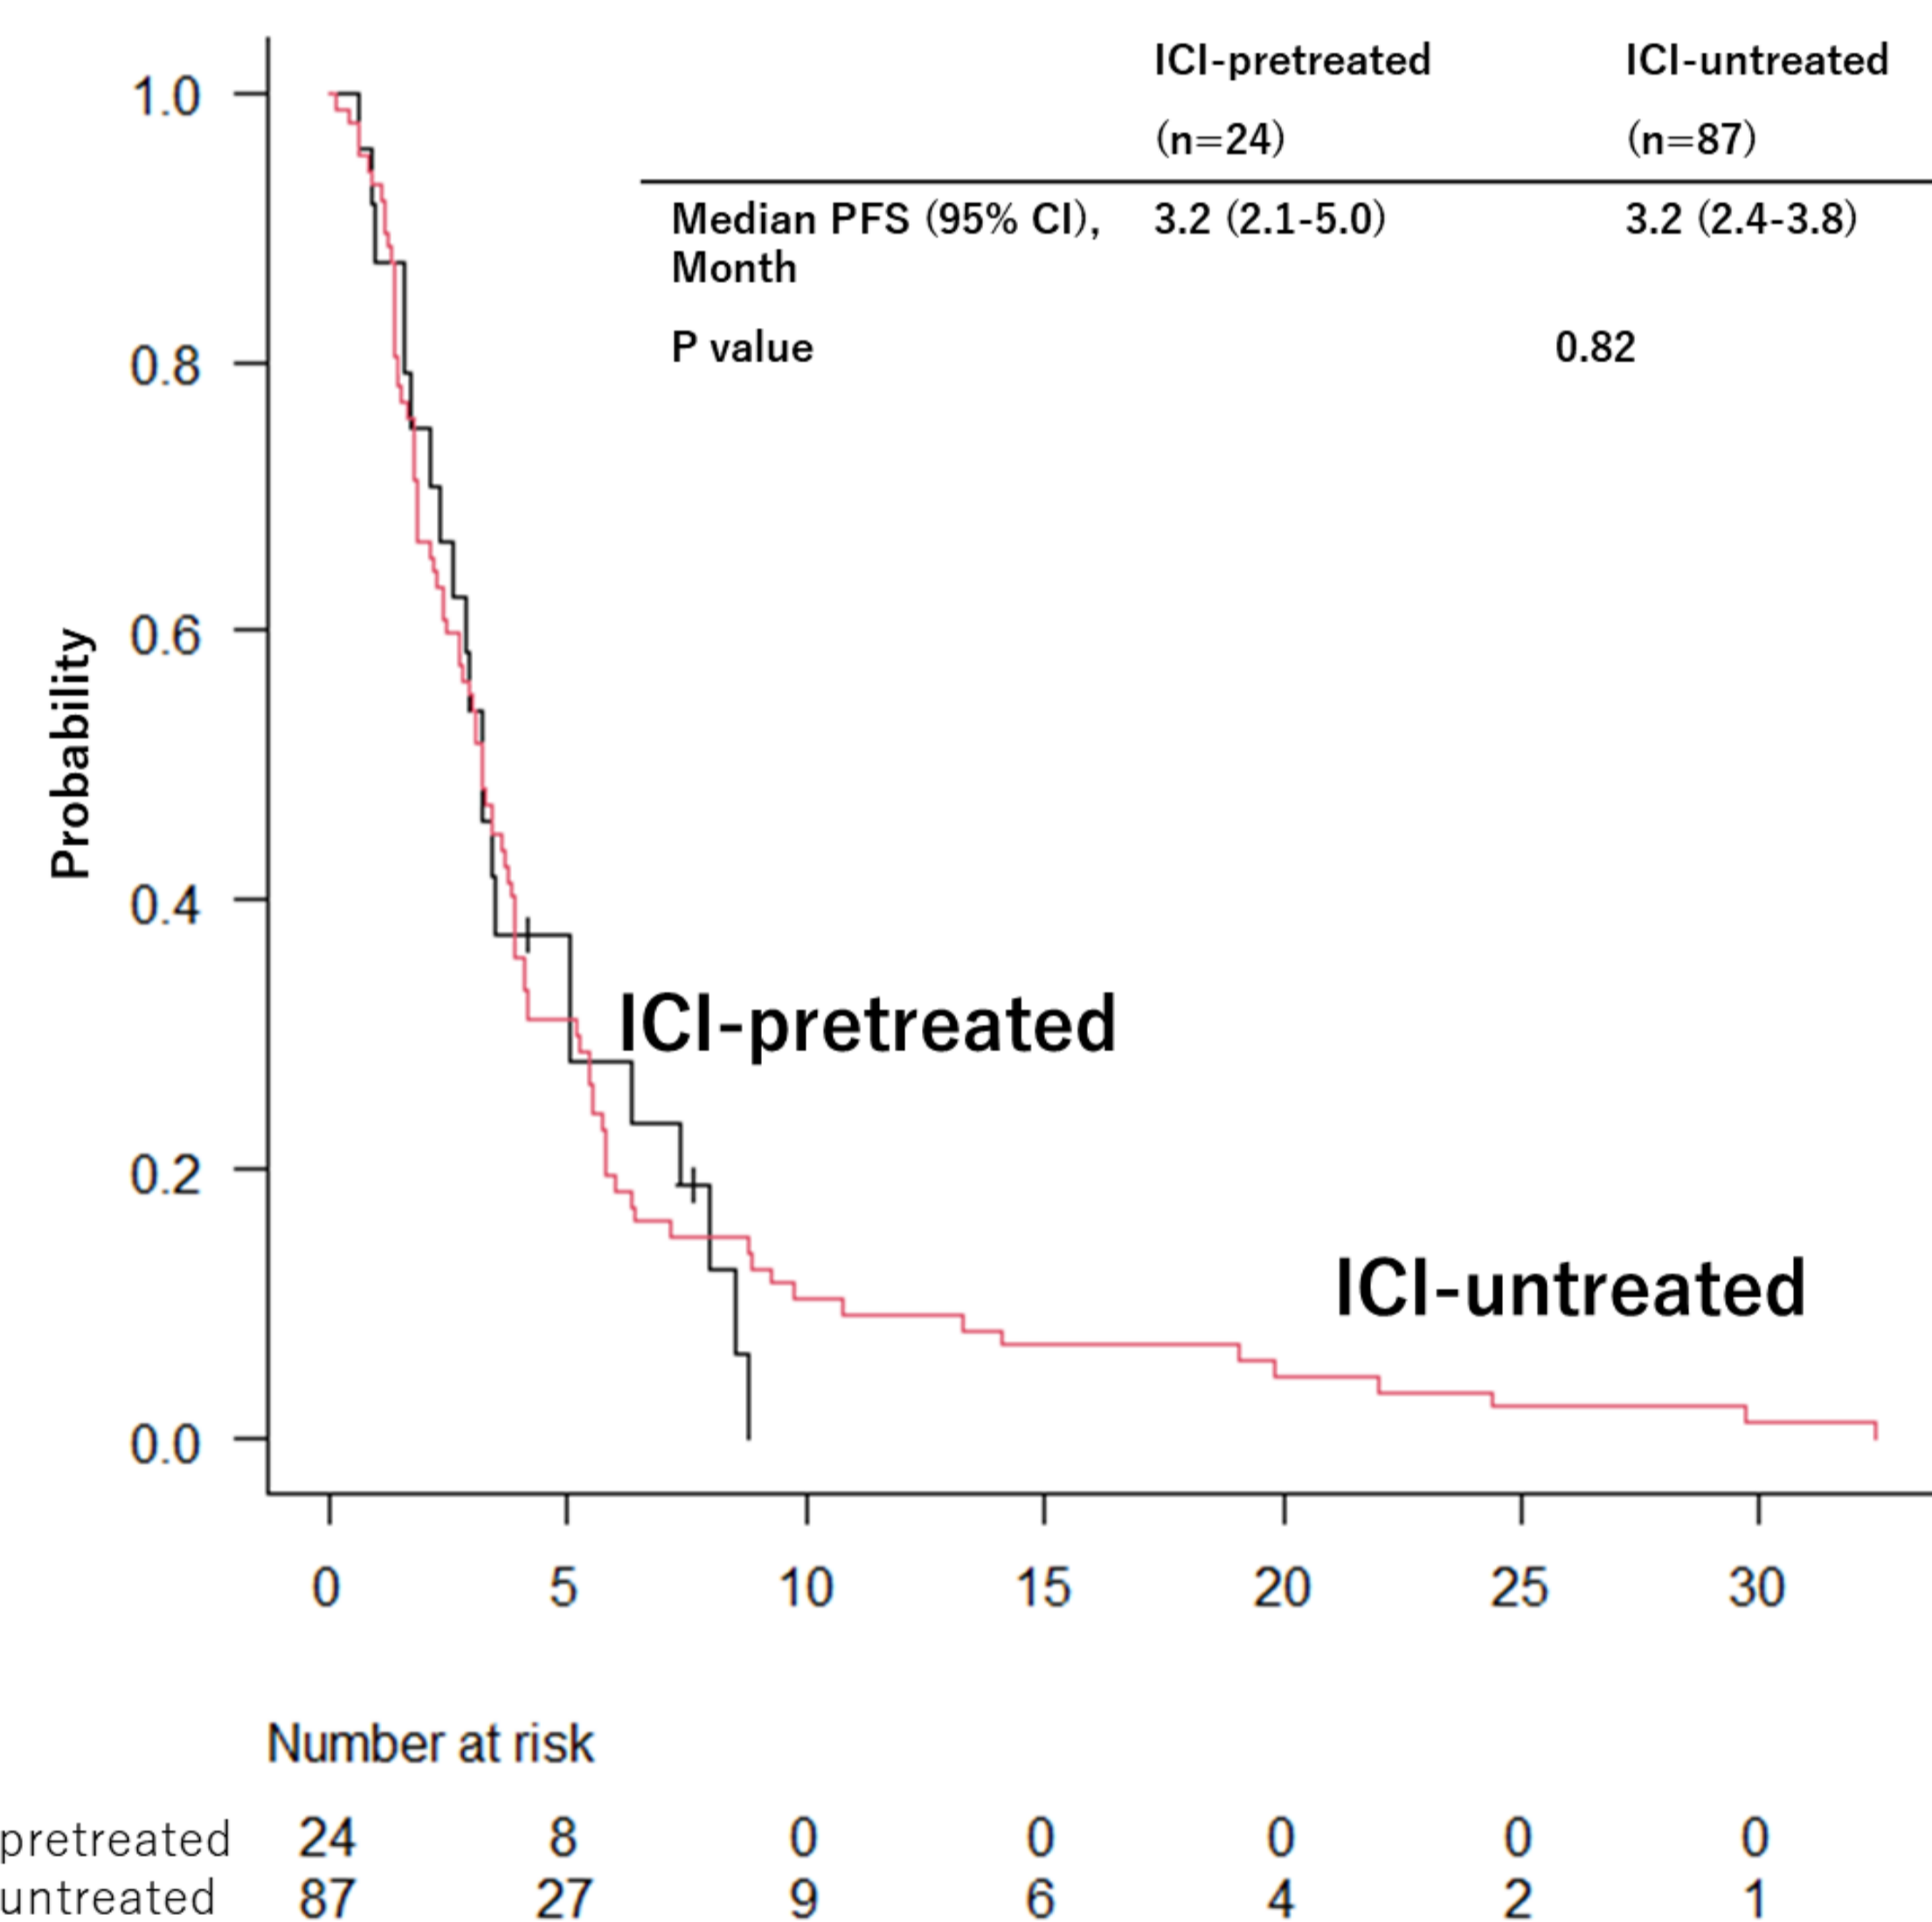 ICI-pretreated ICI-untreated
(n=24) (n=87)
Median PFS (95% CI), 3.2 (2.1-5.0) 3.2 (2.4-3.8)
Month
P value 0.82
Probability
1.0
0.8
0.6
0.4
0.2
0.0
ICI-pretreated
ICI-untreated
0 5 10 15 20 25 30
Number at risk
pretreated 24 8 0 0 0 0 0
untreated 87 27 9 6 4 2 1